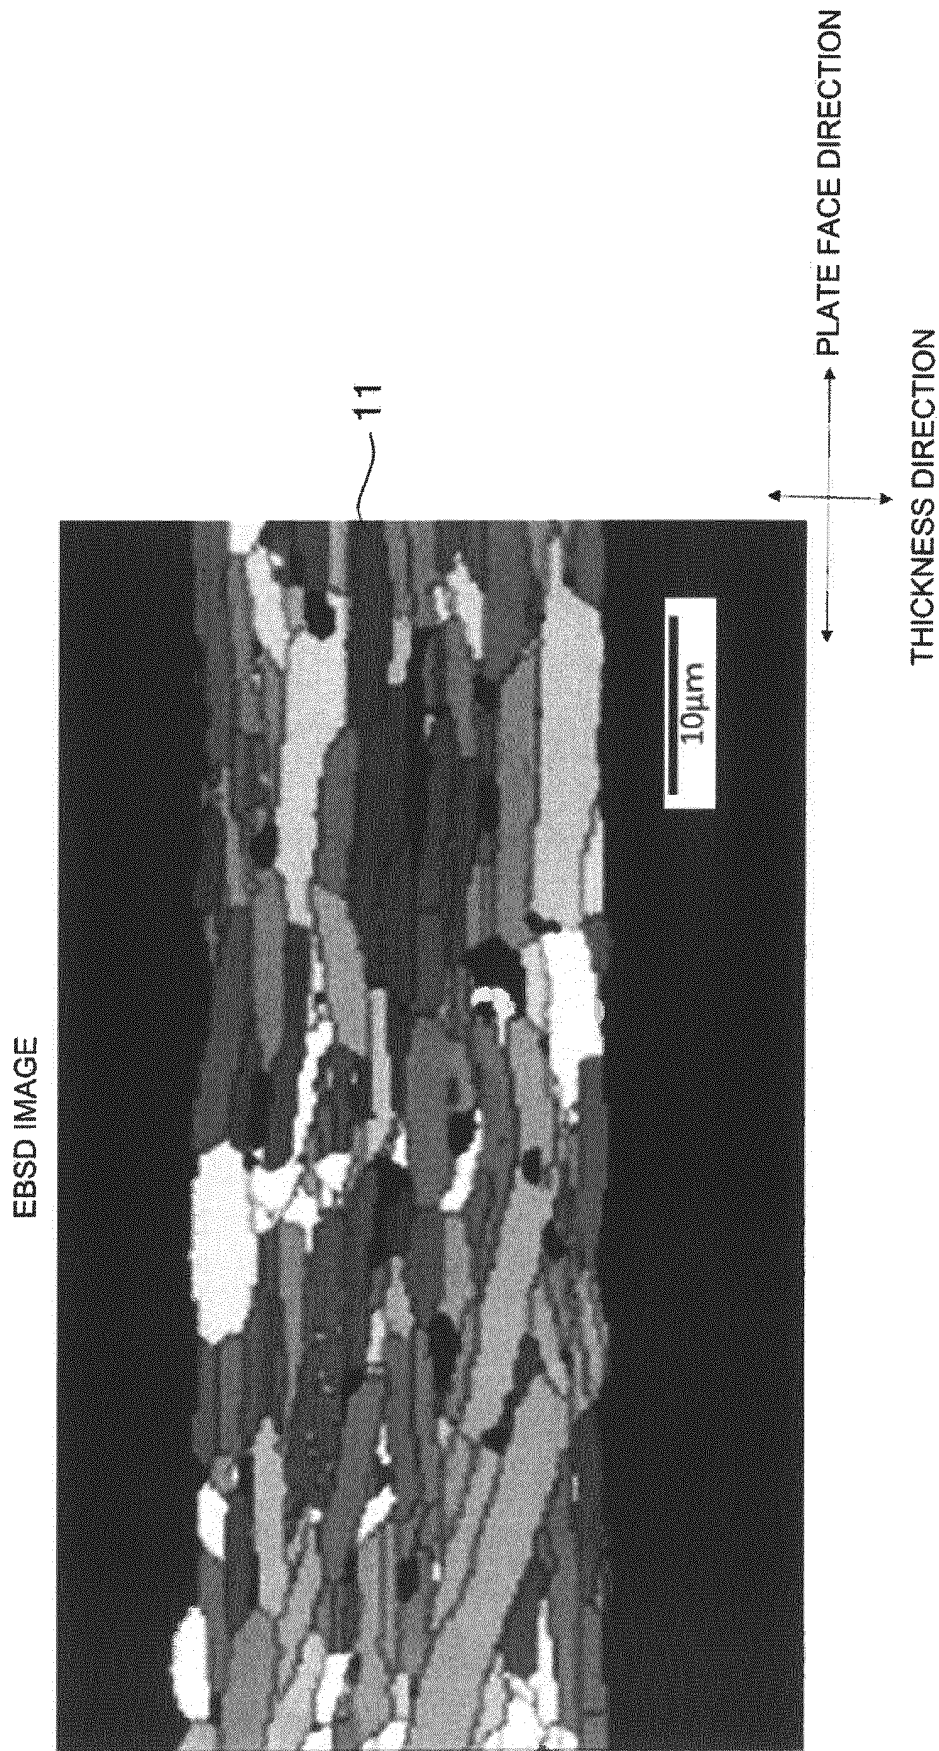 EBSD IMAGE
11
10μm
PLATE FACE DIRECTION
THICKNESS DIRECTION